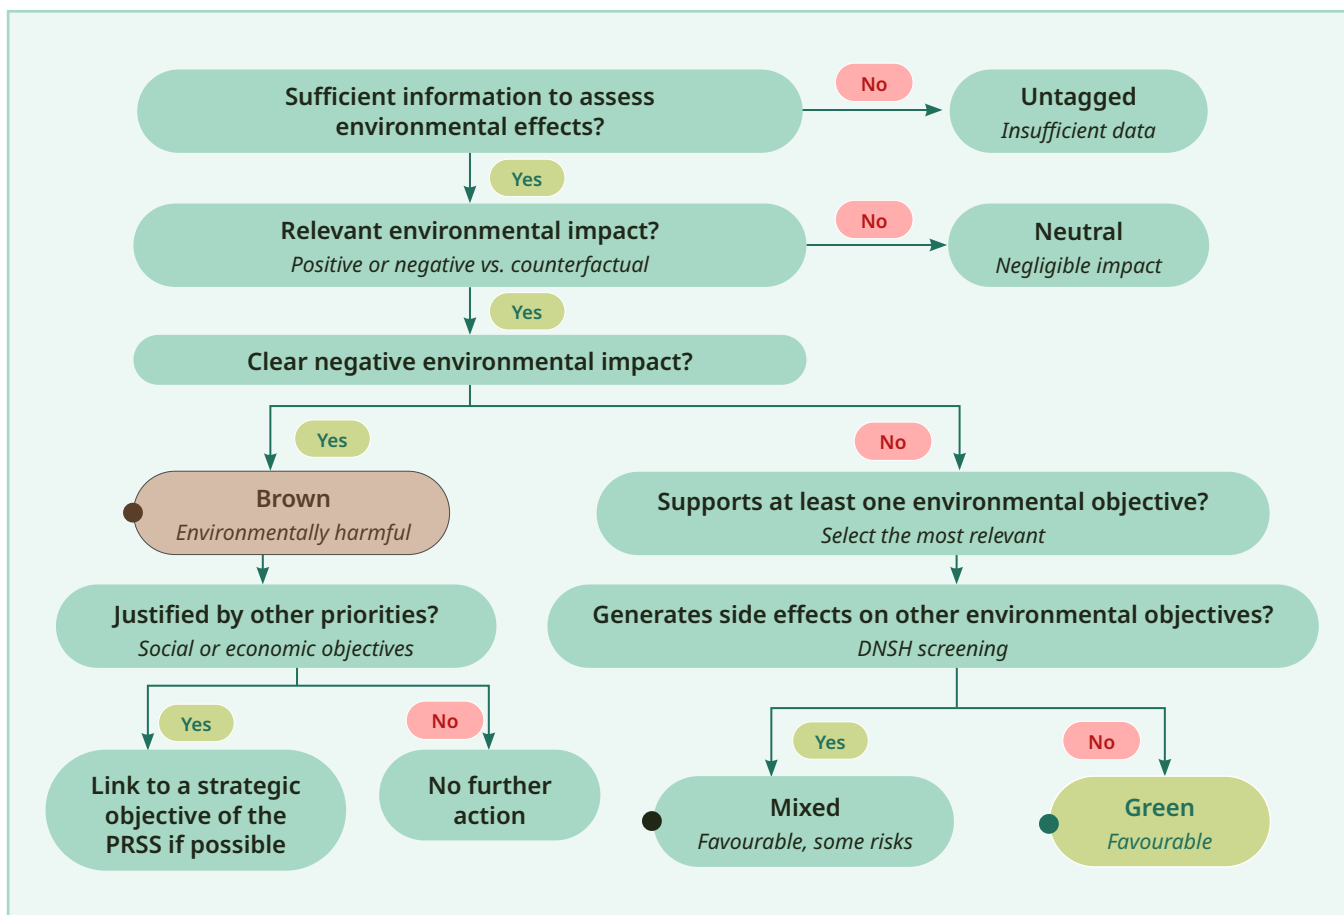 Sufficient information to assess
environmental effects?
No
Untagged
Insufficient data
Yes
Relevant environmental impact?
Positive or negative vs. counterfactual
No
Neutral
Negligible impact
Yes
Clear negative environmental impact?
Yes
No
Brown
Environmentally harmful
Supports at least one environmental objective?
Select the most relevant
Justified by other priorities?
Social or economic objectives
Generates side effects on other environmental objectives?
DNSH screening
Yes
No
Yes
No
Link to a strategic
objective of the
PRSS if possible
No further
action
Mixed
Favourable, some risks
Green
Favourable